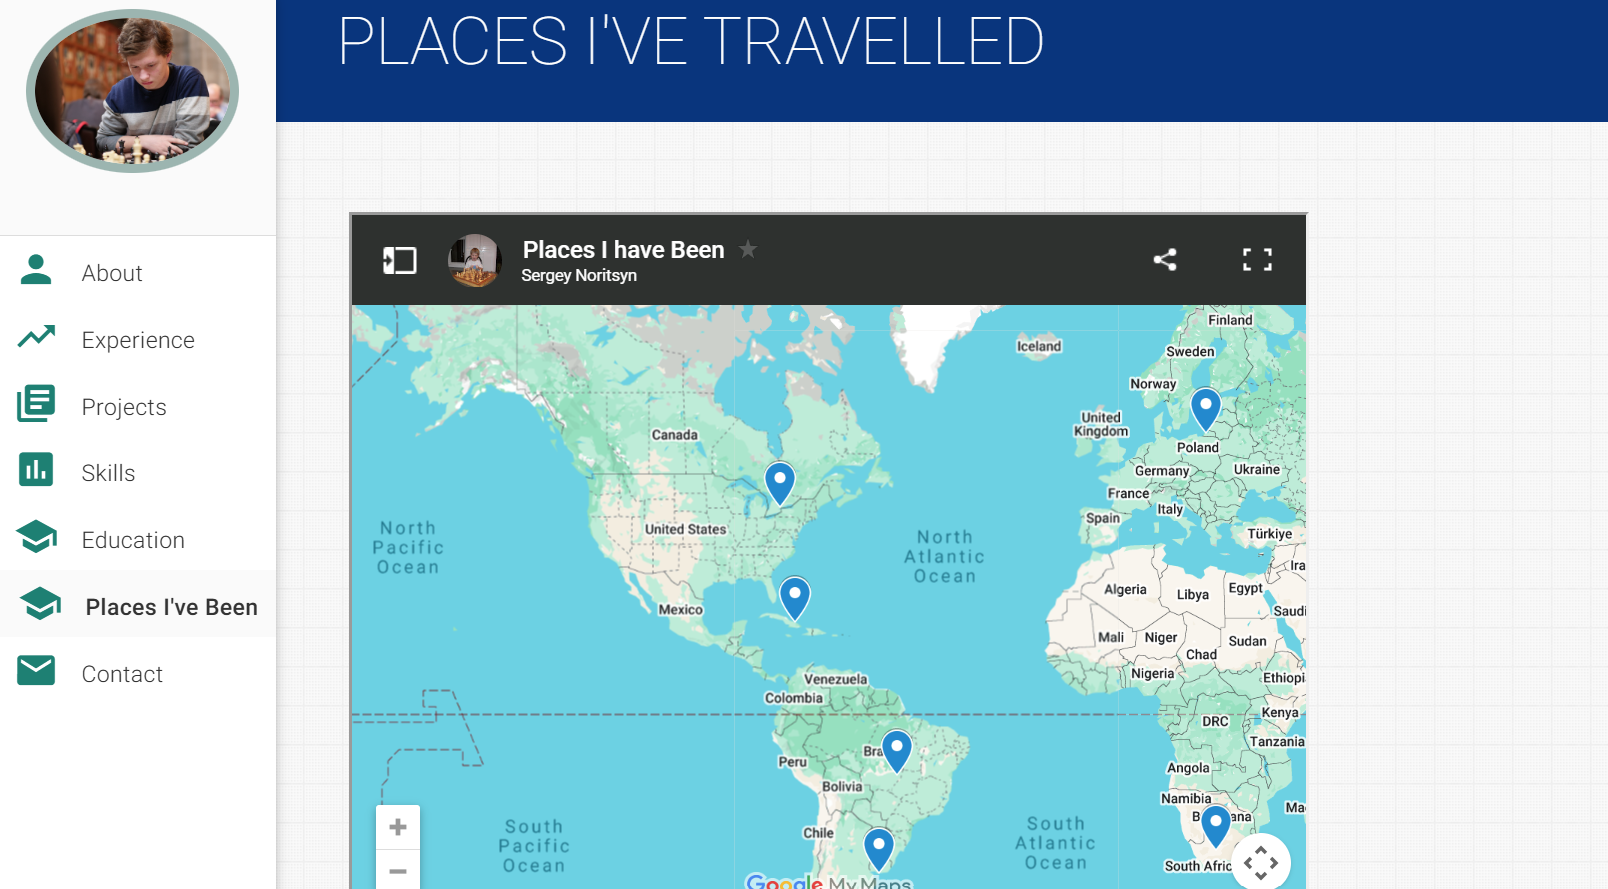 PLACES I'VE TRAVELLED
About
Experience
Projects
Skills
Education
Places I've Been
Contact
Places I have Been
Sergey Noritsyn
Finland
Iceland
Sweden
Norway
United
Kingdom
Canada
Poland
Germany
Ukraine
France
Italy
Spain
Türkiye
United States
North
Pacific
Ocean
North
Atlantic
Ocean
Algeria
Libya
Egypt
Saudi
Mexico
Mali
Niger
Sudan
Chad
Nigeria
Ethiopi
Venezuela
Colombia
DRC
Kenya
Tanzania
Bra
Peru
Bolivia
Angola
Namibia
B
ana
Ma
Chile
South
Pacific
Ocean
South
Atlantic
Ocean
South Afric
Ira
+
−
Google My Maps